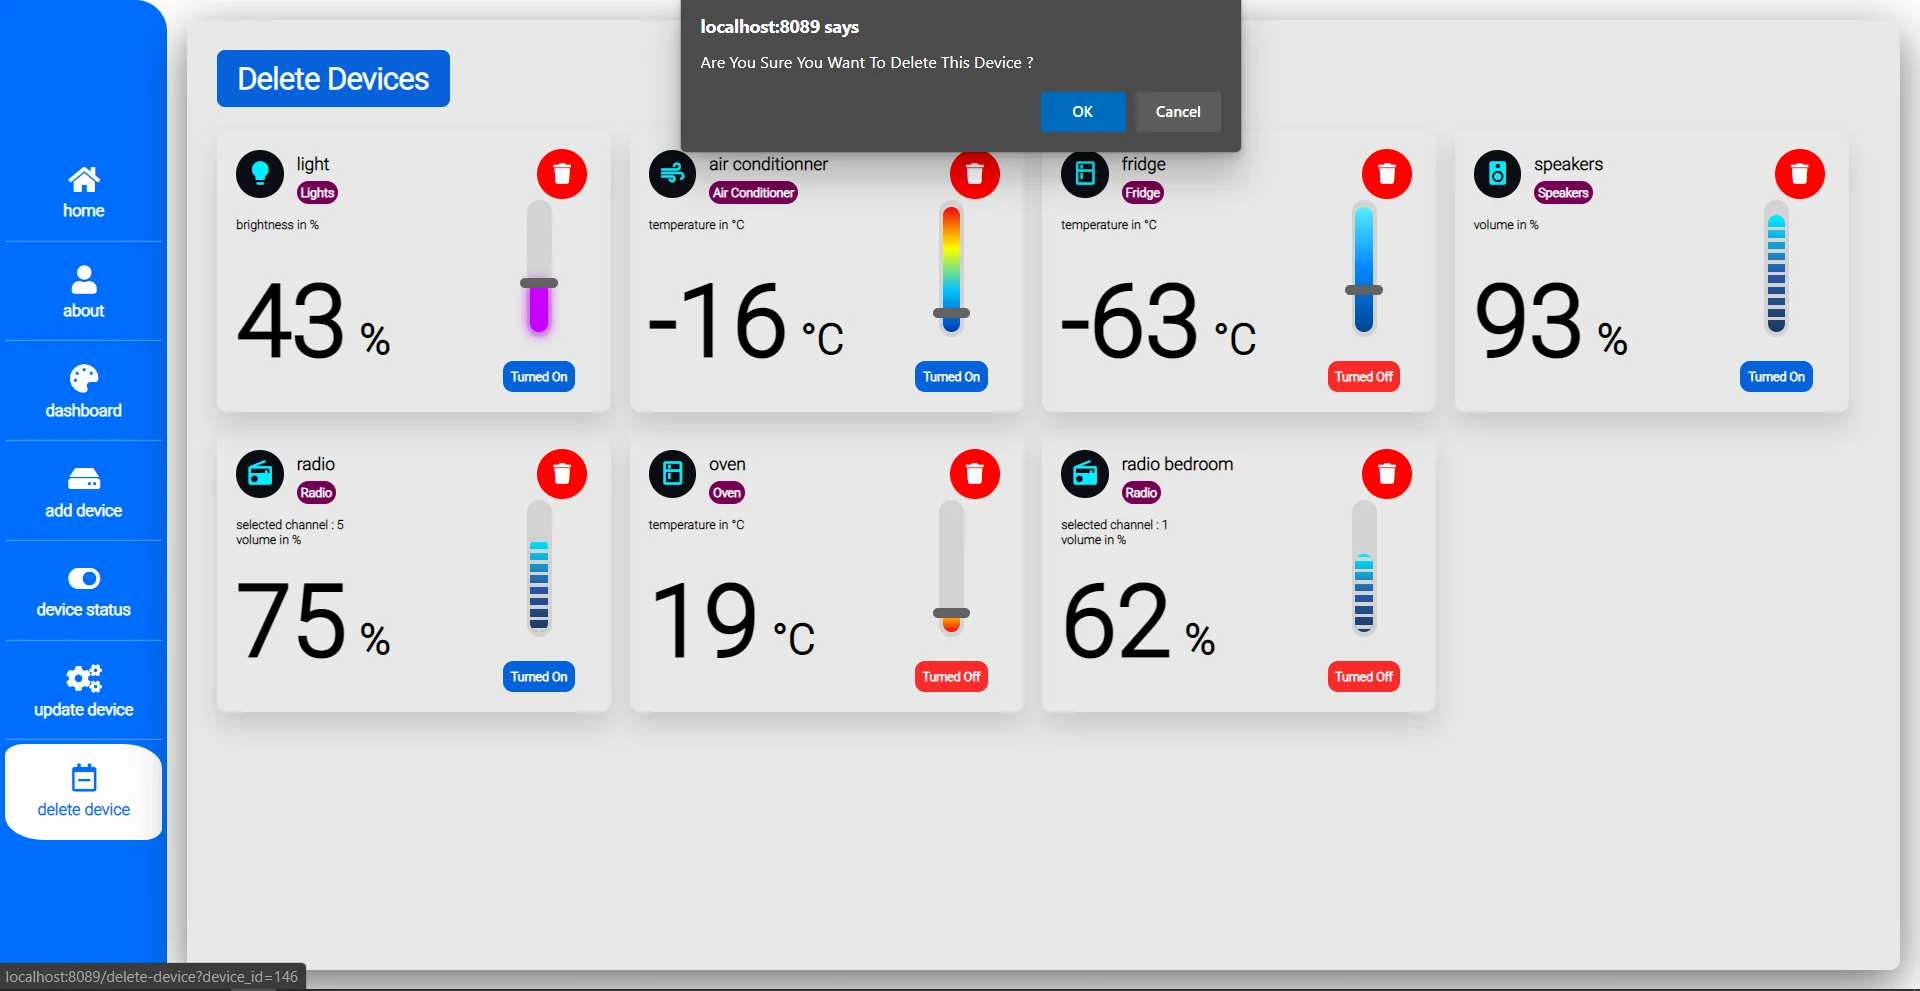 localhost:8089 says
Are You Sure You Want To Delete This Device ?
OK
Cancel
home
about
dashboard
add device
device status
update device
delete device
Delete Devices
light
Lights
brightness in %
43 %
Turned On
air conditionner
Air Conditioner
temperature in °C
-16 °C
Turned On
fridge
Fridge
temperature in °C
-63 °C
Turned Off
speakers
Speakers
volume in %
93 %
Turned On
radio
Radio
selected channel : 5
volume in %
75 %
Turned On
oven
Oven
temperature in °C
19 °C
Turned Off
radio bedroom
Radio
selected channel : 1
volume in %
62 %
Turned Off
localhost:8089/delete-device?device_id=146